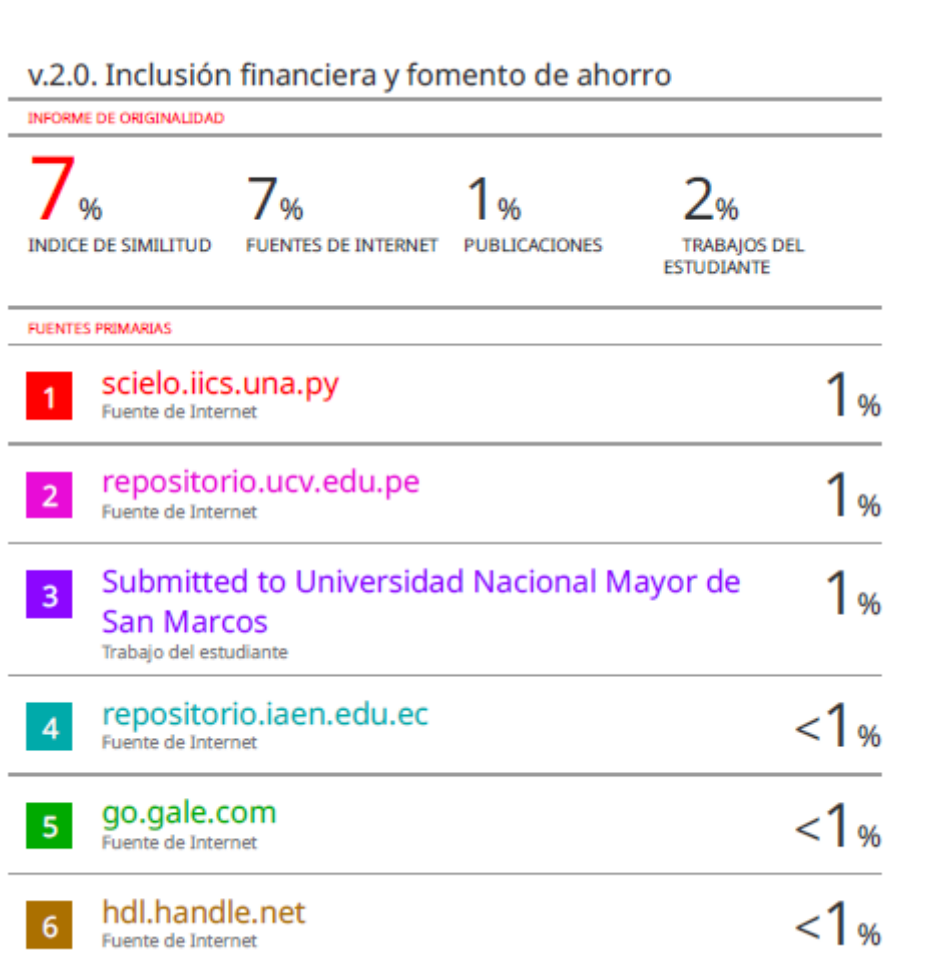 v.2.0. Inclusión financiera y fomento de ahorro
INFORME DE ORIGINALIDAD
7%
7%
1%
2%
INDICE DE SIMILITUD
FUENTES DE INTERNET
PUBLICACIONES
TRABAJOS DEL
ESTUDIANTE
FUENTES PRIMARIAS
1
scielo.iics.una.py
1%
Fuente de Internet
2
repositorio.ucv.edu.pe
1%
Fuente de Internet
3
Submitted to Universidad Nacional Mayor de
San Marcos
1%
Trabajo del estudiante
4
repositorio.iaen.edu.ec
<1%
Fuente de Internet
5
go.gale.com
<1%
Fuente de Internet
6
hdl.handle.net
<1%
Fuente de Internet